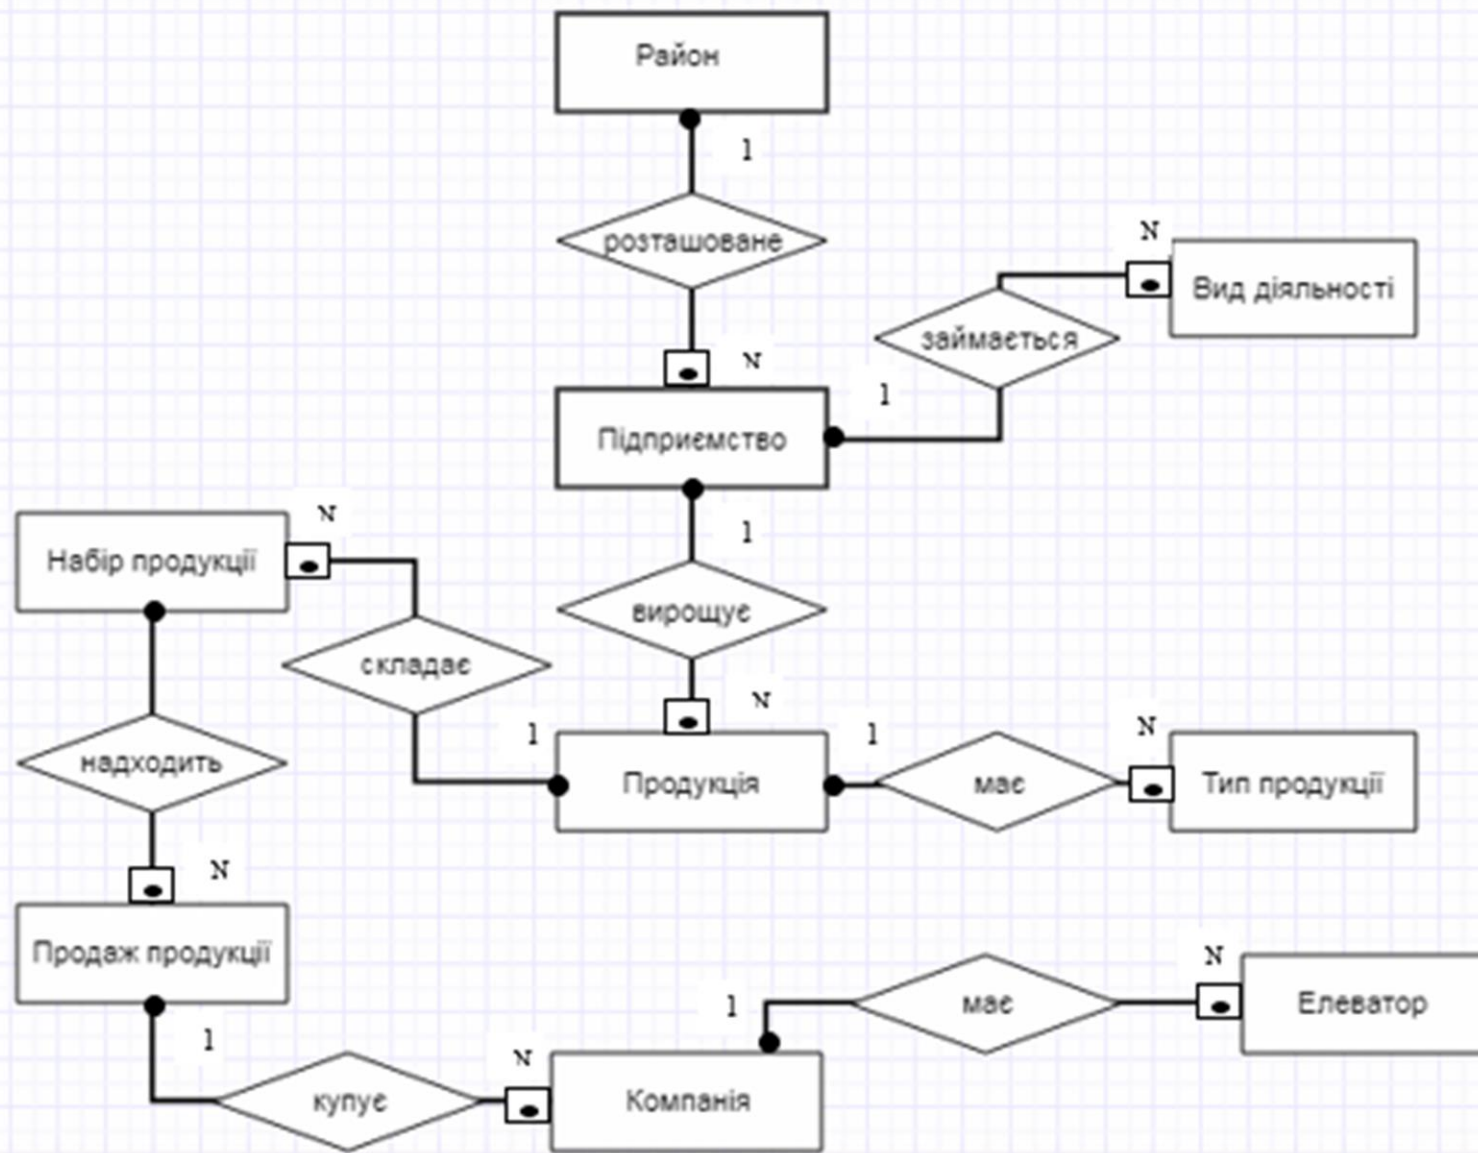 Район
1
розташоване
N
Вид діяльності
займається
N
1
Підприємство
N
1
Набір продукції
вирощує
складає
N
N
1
1
надходить
Продукція
має
Тип продукції
N
Продаж продукції
N
1
має
Елеватор
1
N
купує
Компанія